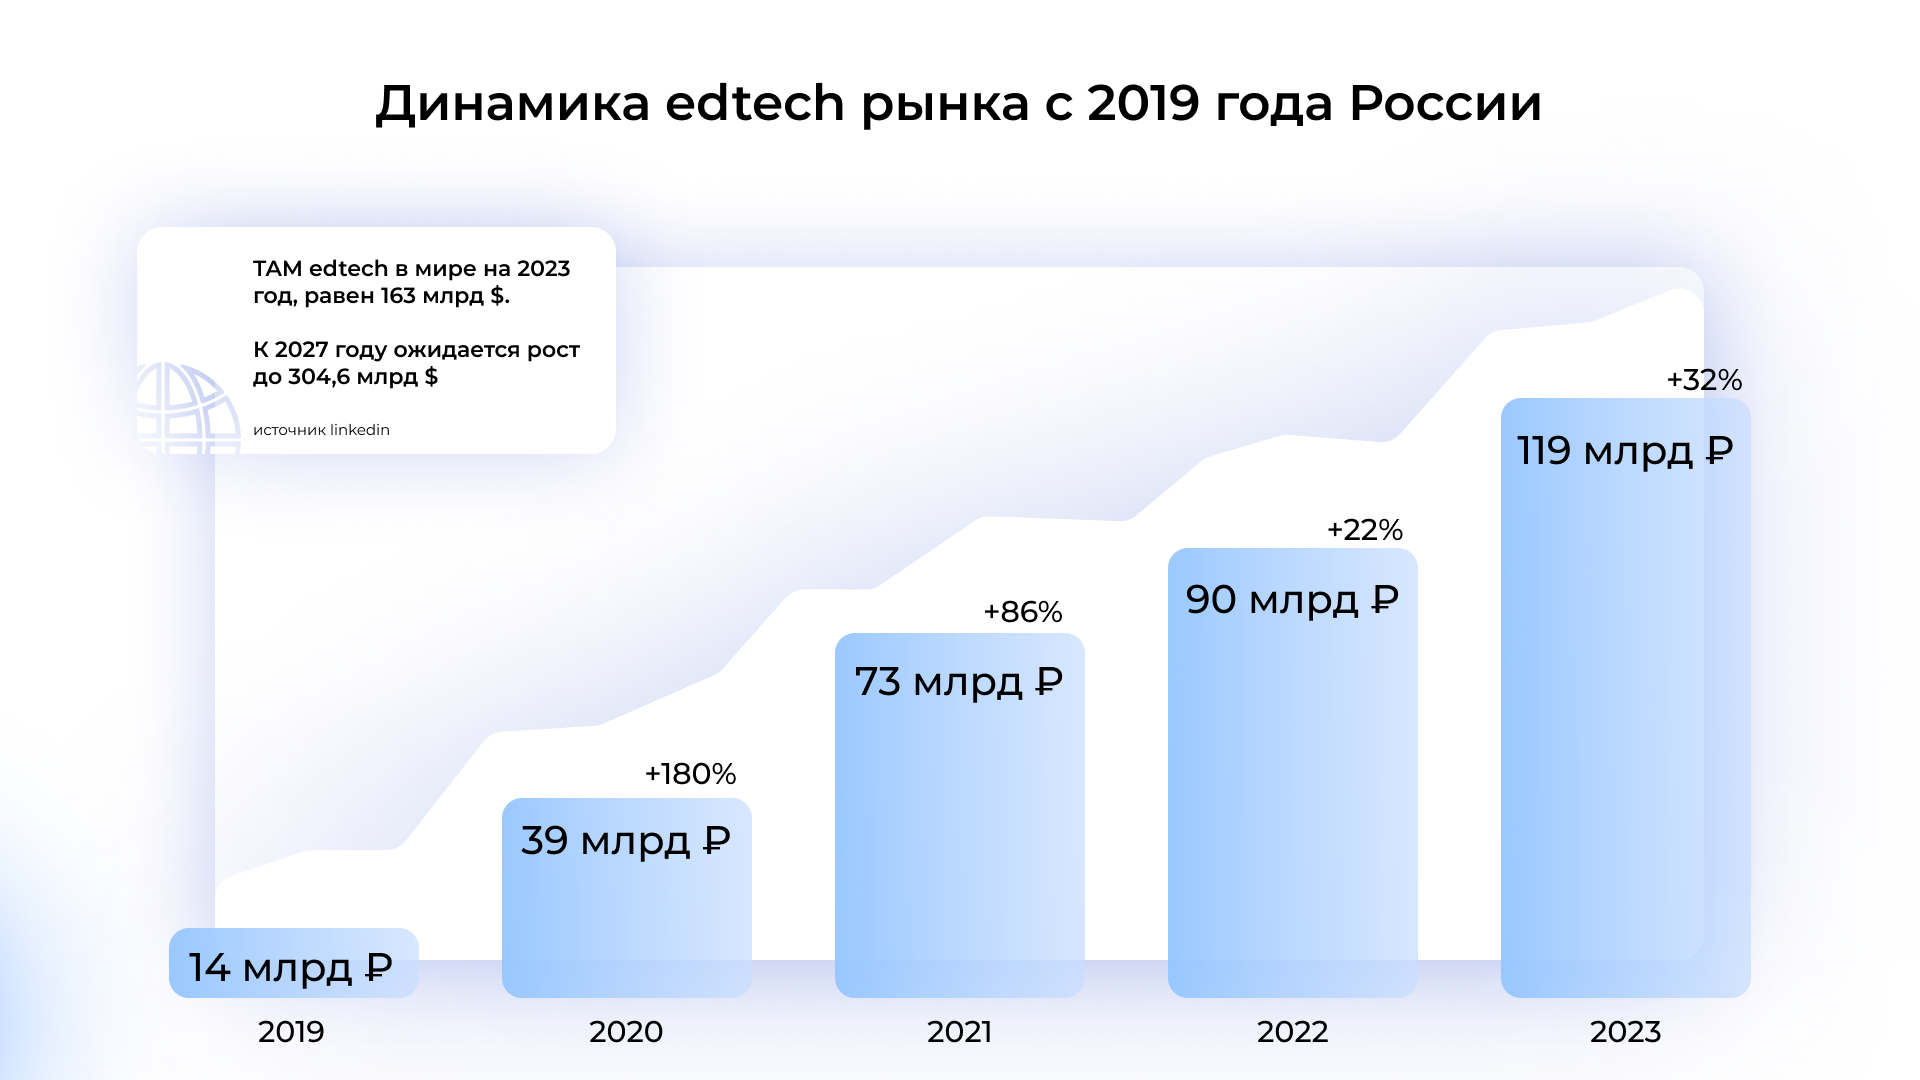 Динамика edtech рынка с 2019 года России
TAM edtech в мире на 2023
год, равен 163 млрд $.
К 2027 году ожидается рост
до 304,6 млрд $
источник linkedin
14 млрд ₽
+180%
39 млрд ₽
+86%
73 млрд ₽
+22%
90 млрд ₽
+32%
119 млрд ₽
2019
2020
2021
2022
2023